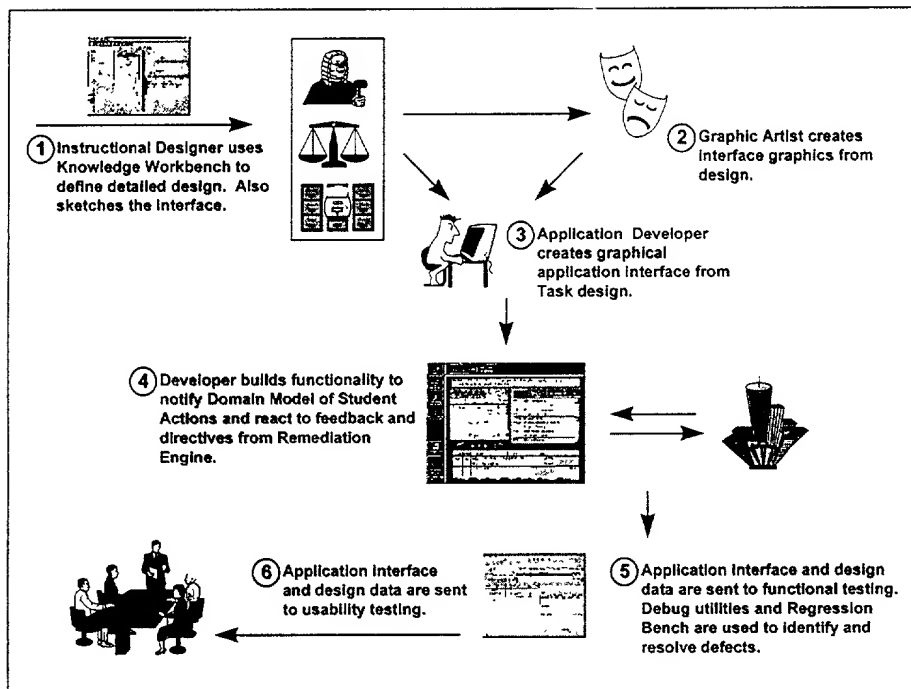 1 Instructional Designer uses
Knowledge Workbench to
define detailed design. Also
sketches the Interface.
2 Graphic Artist creates
interface graphics from
design.
3 Application Developer
creates graphical
application interface from
Task design.
4 Developer builds functionality to
notify Domain Model of Student
Actions and react to feedback and
directives from Remediation
Engine.
5 Application interface and design
data are sent to functional testing.
Debug utilities and Regression
Bench are used to identify and
resolve defects.
6 Application interface
and design data are sent
to usability testing.